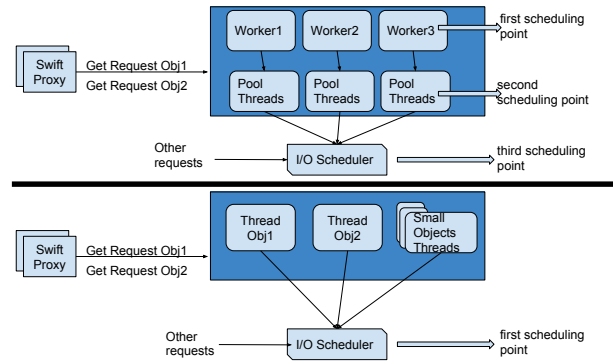 Worker1
Worker2
Worker3
first scheduling
point
Swift
Proxy
Get Request Obj1
Get Request Obj2
Pool
Threads
Pool
Threads
Pool
Threads
second
scheduling point
Other
requests
I/O Scheduler
third scheduling
point
Swift
Proxy
Get Request Obj1
Get Request Obj2
Thread
Obj1
Thread
Obj2
Small
Objects
Threads
Other
requests
I/O Scheduler
first scheduling
point